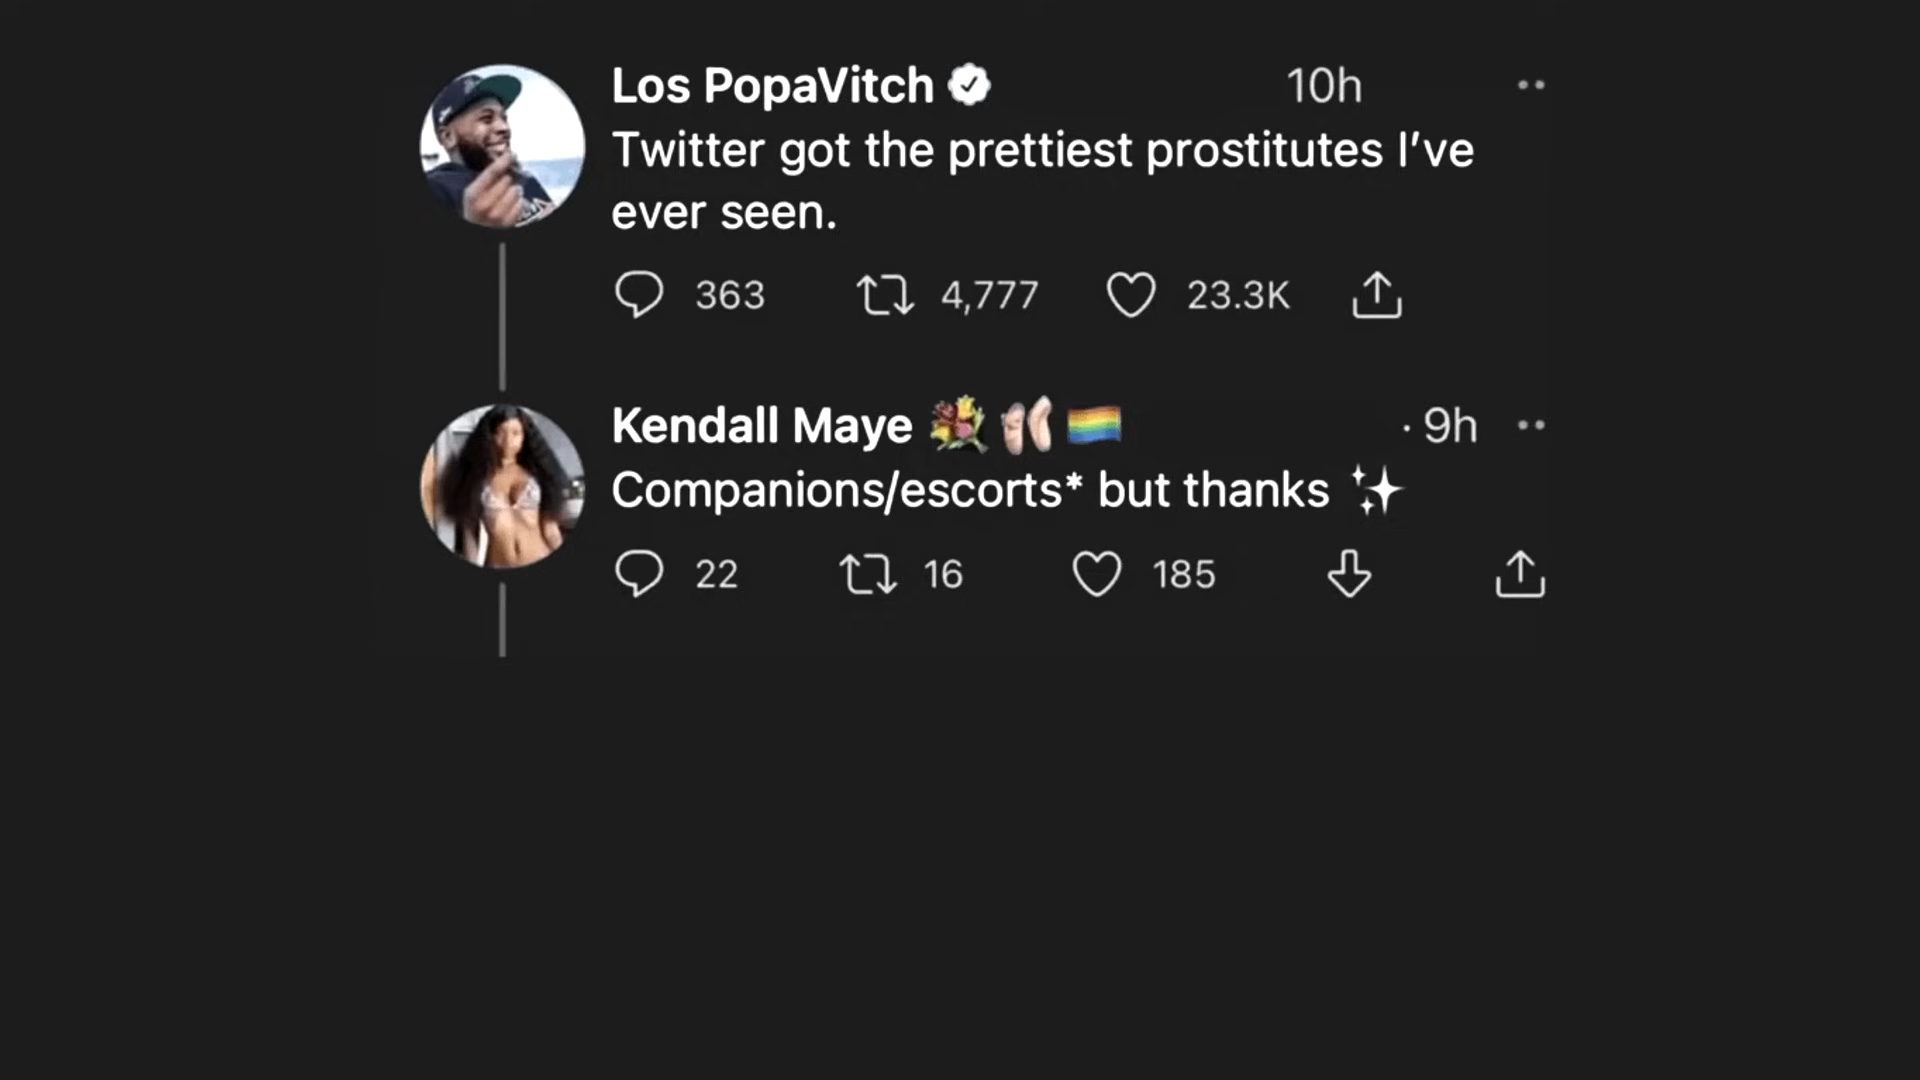 Los PopaVitch 10h
Twitter got the prettiest prostitutes I've
ever seen.
363 4,777 23.3K
Kendall Maye 💐👣🏳️‍🌈 · 9h
Companions/escorts* but thanks ✨
22 16 185